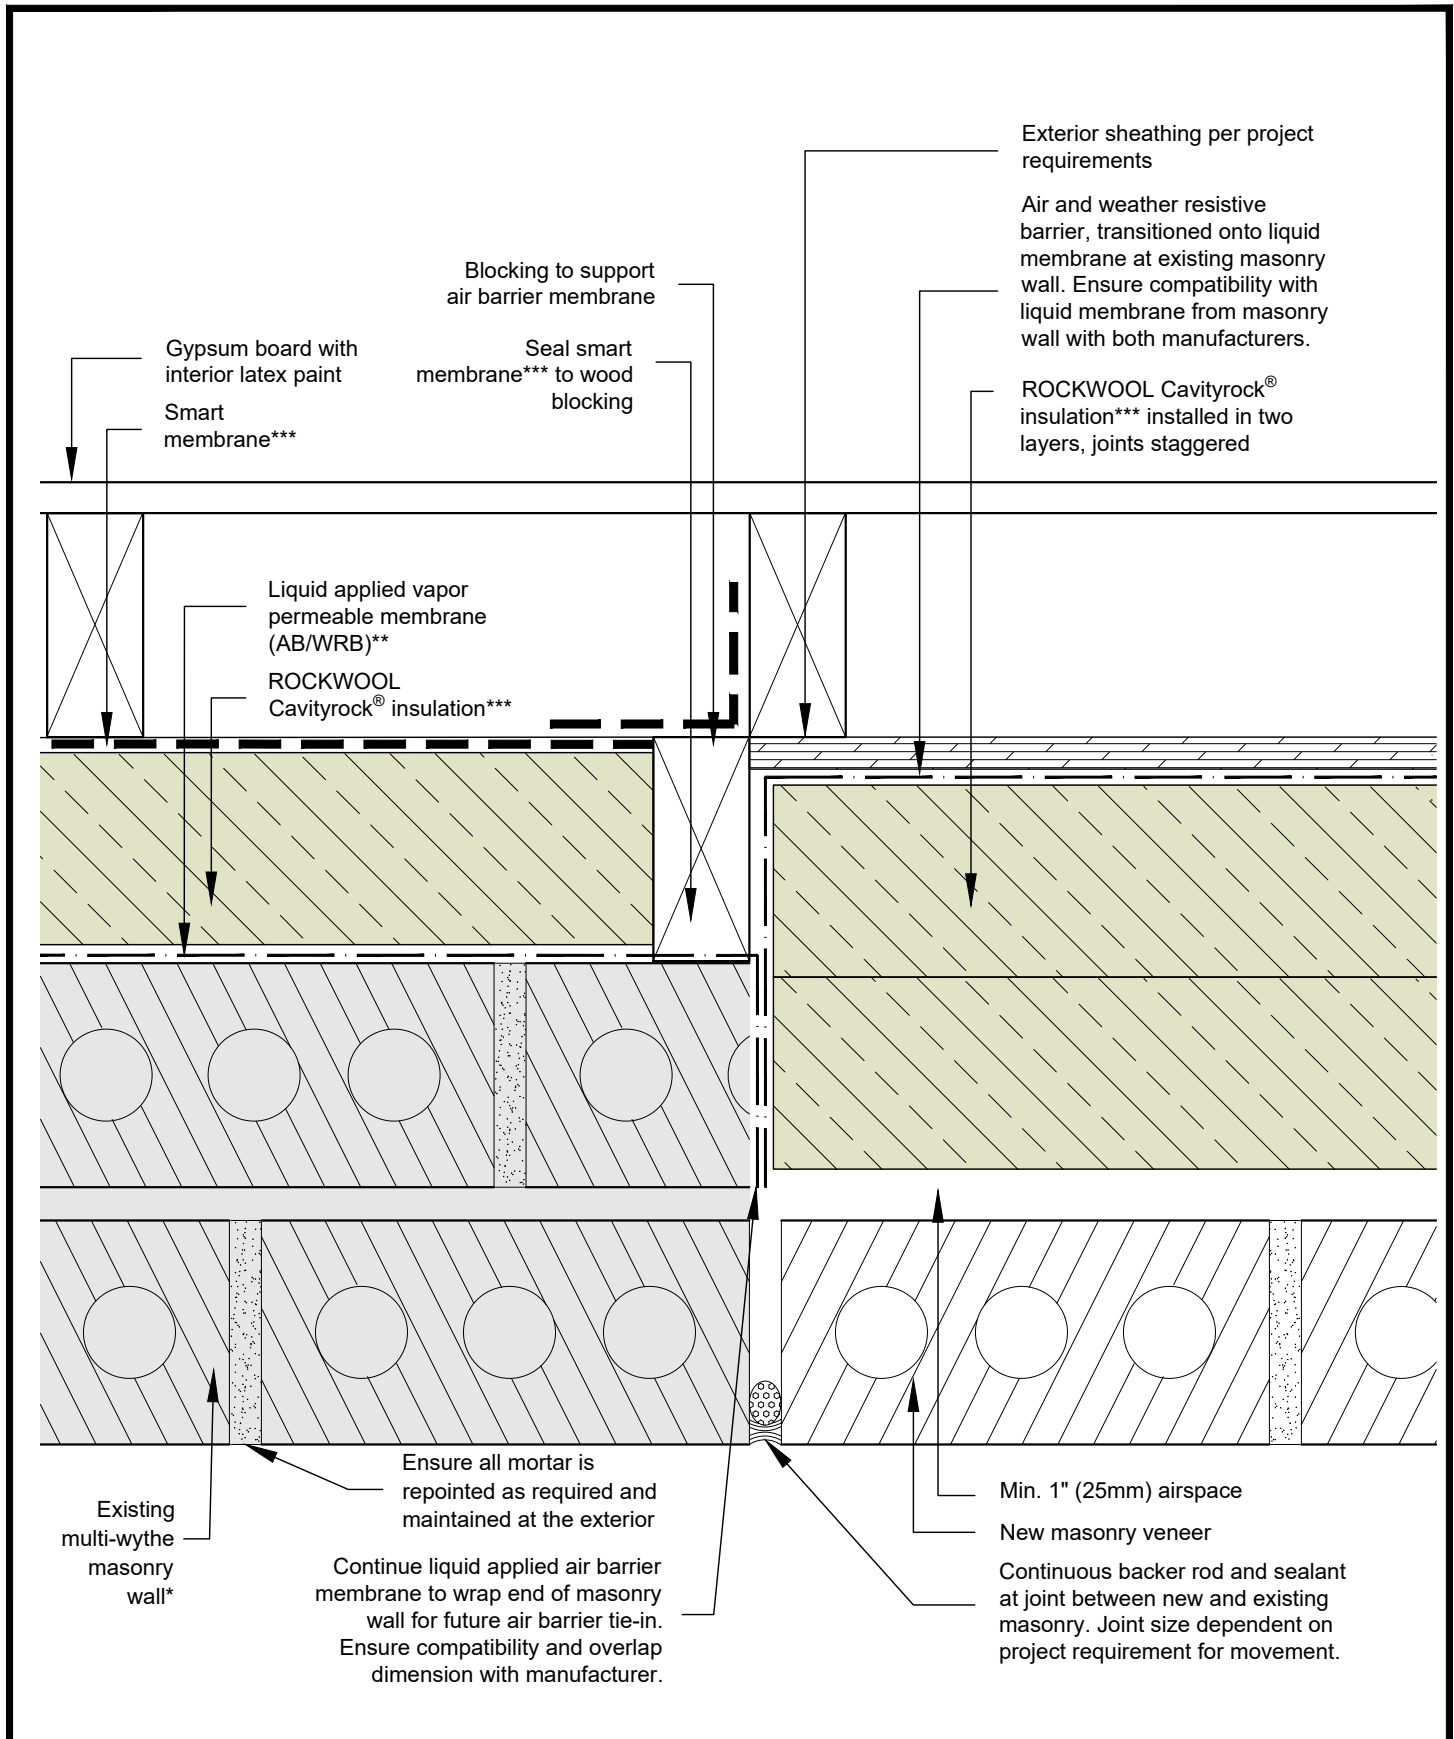 Exterior sheathing per project
requirements
Air and weather resistive
barrier, transitioned onto liquid
membrane at existing masonry
wall. Ensure compatibility with
liquid membrane from masonry
wall with both manufacturers.
ROCKWOOL Cavityrock®
insulation*** installed in two
layers, joints staggered
Blocking to support
air barrier membrane
Seal smart
membrane*** to wood
blocking
Gypsum board with
interior latex paint
Smart
membrane***
Liquid applied vapor
permeable membrane
(AB/WRB)**
ROCKWOOL
Cavityrock® insulation***
Existing
multi-wythe
masonry
wall*
Ensure all mortar is
repointed as required and
maintained at the exterior
Continue liquid applied air barrier
membrane to wrap end of masonry
wall for future air barrier tie-in.
Ensure compatibility and overlap
dimension with manufacturer.
Min. 1" (25mm) airspace
New masonry veneer
Continuous backer rod and sealant
at joint between new and existing
masonry. Joint size dependent on
project requirement for movement.